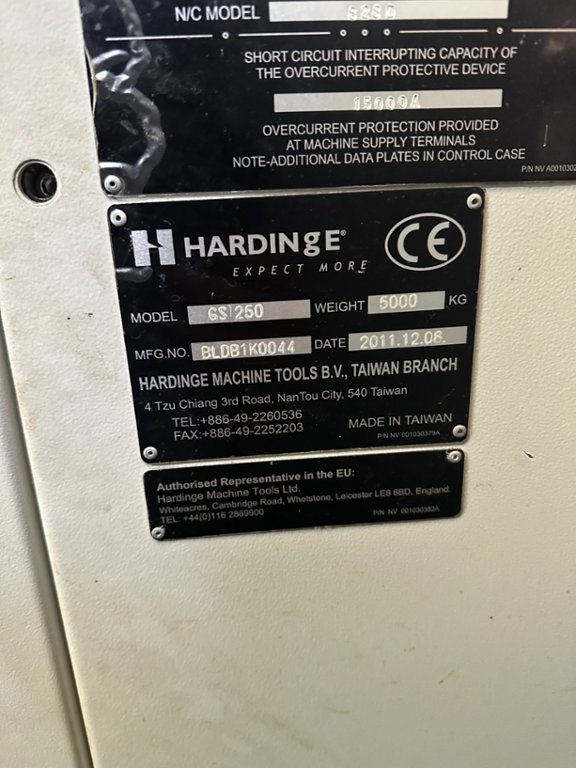 N/C MODEL 828D
SHORT CIRCUIT INTERRUPTING CAPACITY OF
THE OVERCURRENT PROTECTIVE DEVICE
15000A
OVERCURRENT PROTECTION PROVIDED
AT MACHINE SUPPLY TERMINALS
NOTE-ADDITIONAL DATA PLATES IN CONTROL CASE
P/N NV A0010302
HARDINgE®
EXPECT MORE
CE
MODEL GS 250 WEIGHT 5000 KG
MFG.NO. BLDB1K0044 DATE 2011.12.08.
HARDINGE MACHINE TOOLS B.V., TAIWAN BRANCH
4 Tzu Chiang 3rd Road, NanTou City, 540 Taiwan
TEL:+886-49-2260536
FAX:+886-49-2252203
MADE IN TAIWAN
P/N NV 001030379A
Authorised Representative in the EU:
Hardinge Machine Tools Ltd.
Whiteacres, Cambridge Road, Whetstone, Leicester LE8 6BD, England.
TEL: +44(0)116 2869900
P/N NV 001030382A